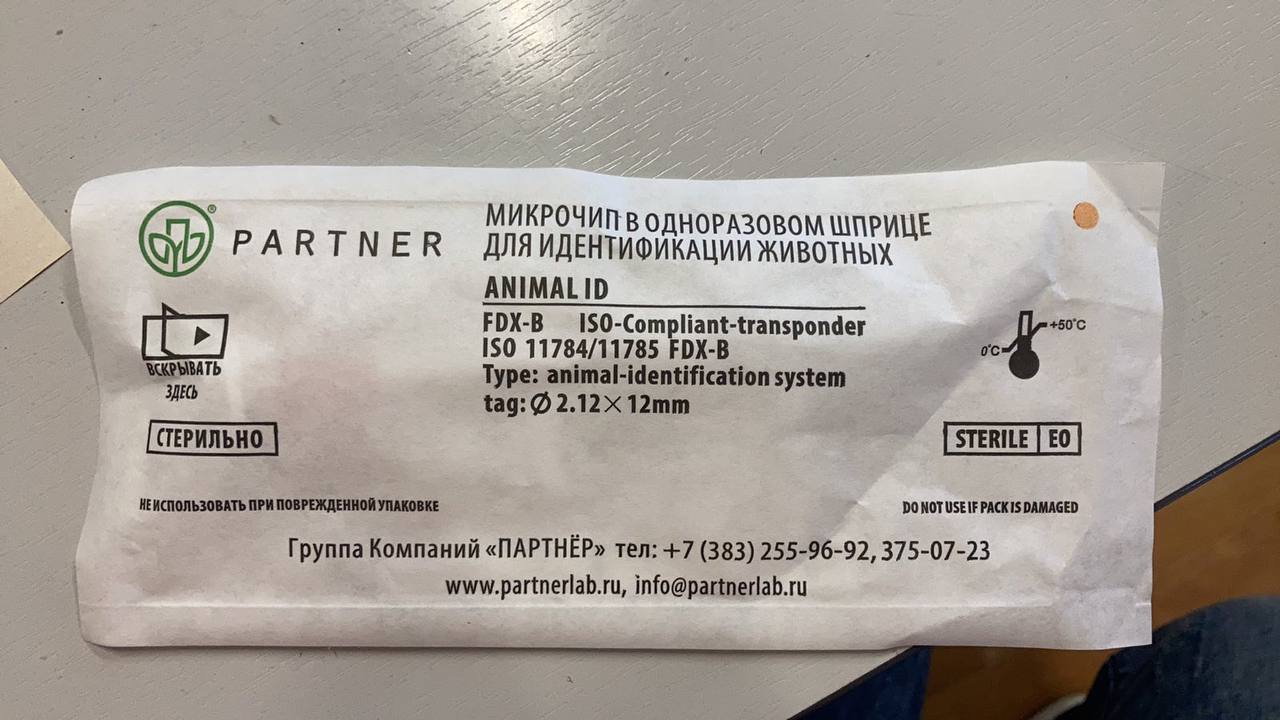 PARTNER
МИКРОЧИП В ОДНОРАЗОВОМ ШПРИЦЕ
ДЛЯ ИДЕНТИФИКАЦИИ ЖИВОТНЫХ
ANIMAL ID
FDX-B ISO-Compliant-transponder
ISO 11784/11785 FDX-B
Type: animal-identification system
tag: Ø 2.12×12mm
ВСКРЫВАТЬ
ЗДЕСЬ
0°C +50°C
СТЕРИЛЬНО
STERILE EO
НЕ ИСПОЛЬЗОВАТЬ ПРИ ПОВРЕЖДЕННОЙ УПАКОВКЕ
DO NOT USE IF PACK IS DAMAGED
Группа Компаний «ПАРТНЁР» тел: +7 (383) 255-96-92, 375-07-23
www.partnerlab.ru, info@partnerlab.ru